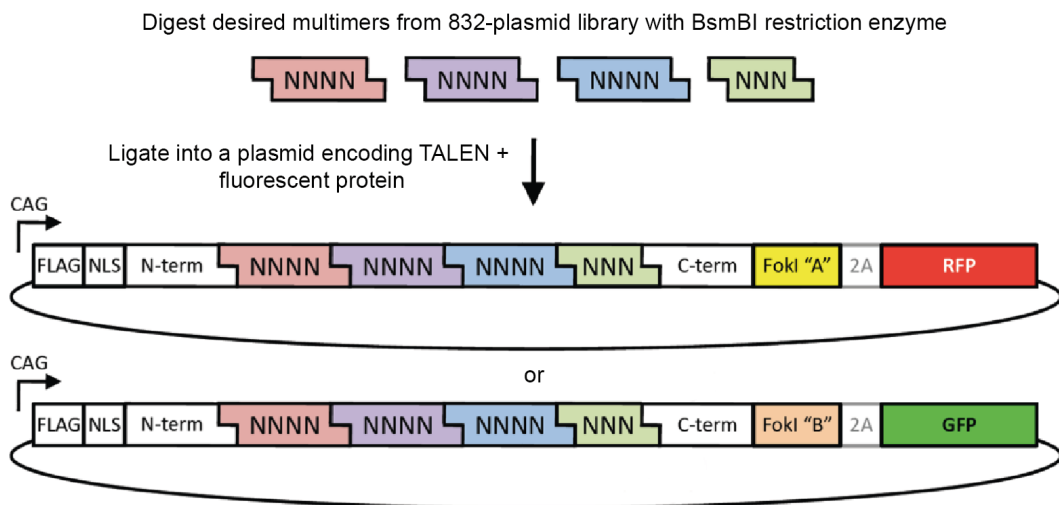 Digest desired multimers from 832-plasmid library with BsmBI restriction enzyme
NNNN NNNN NNNN NNN
Ligate into a plasmid encoding TALEN +
fluorescent protein
CAG
FLAG NLS N-term NNNN NNNN NNNN NNN C-term FokI "A" 2A RFP
or
CAG
FLAG NLS N-term NNNN NNNN NNNN NNN C-term FokI "B" 2A GFP